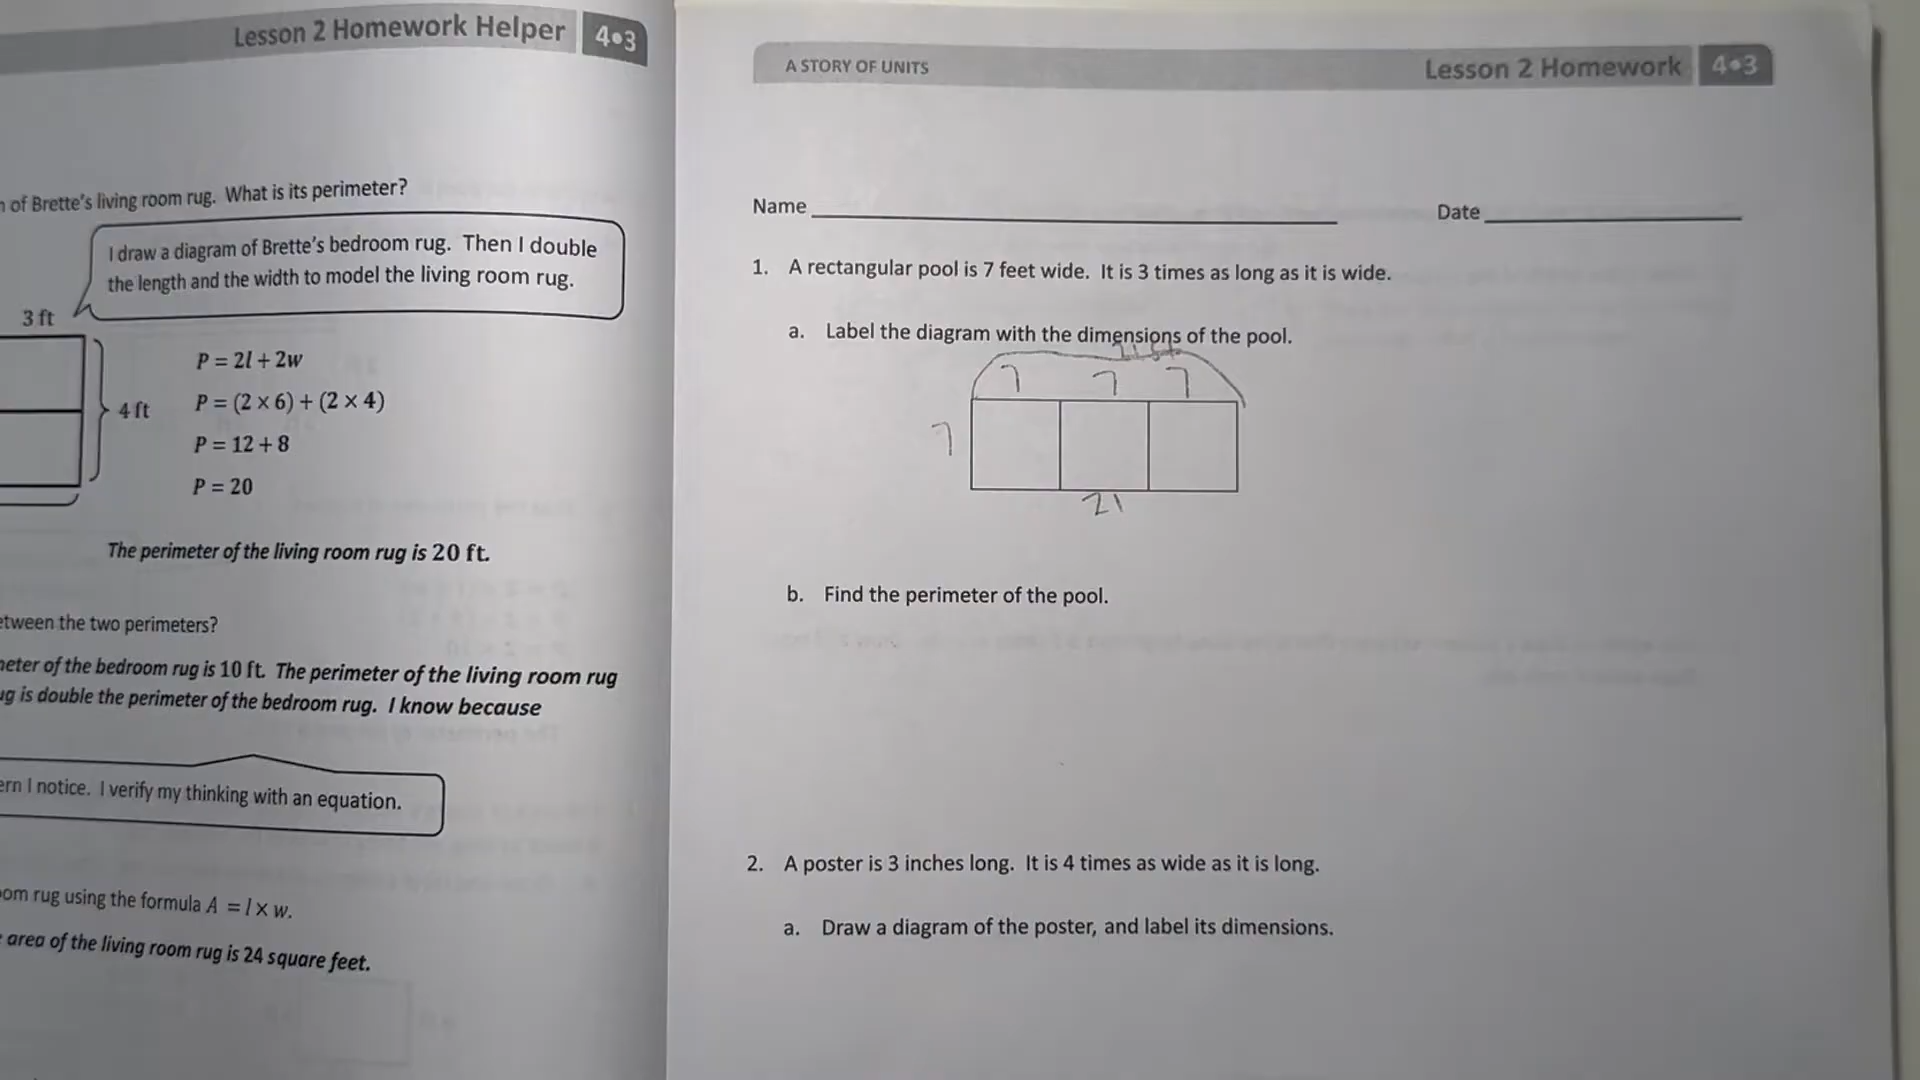 Lesson 2 Homework Helper 4•3
of Brette's living room rug. What is its perimeter?
I draw a diagram of Brette's bedroom rug. Then I double
the length and the width to model the living room rug.
3 ft
4 ft
P = 2l + 2w
P = (2 × 6) + (2 × 4)
P = 12 + 8
P = 20
The perimeter of the living room rug is 20 ft.
the two perimeters?
of the bedroom rug is 10 ft. The perimeter of the living room rug
is double the perimeter of the bedroom rug. I know because
I notice. I verify my thinking with an equation.
rug using the formula A = l × w.
area of the living room rug is 24 square feet.
A STORY OF UNITS Lesson 2 Homework 4•3
Name Date
1. A rectangular pool is 7 feet wide. It is 3 times as long as it is wide.
a. Label the diagram with the dimensions of the pool.
7 7 7
7
21
b. Find the perimeter of the pool.
2. A poster is 3 inches long. It is 4 times as wide as it is long.
a. Draw a diagram of the poster, and label its dimensions.